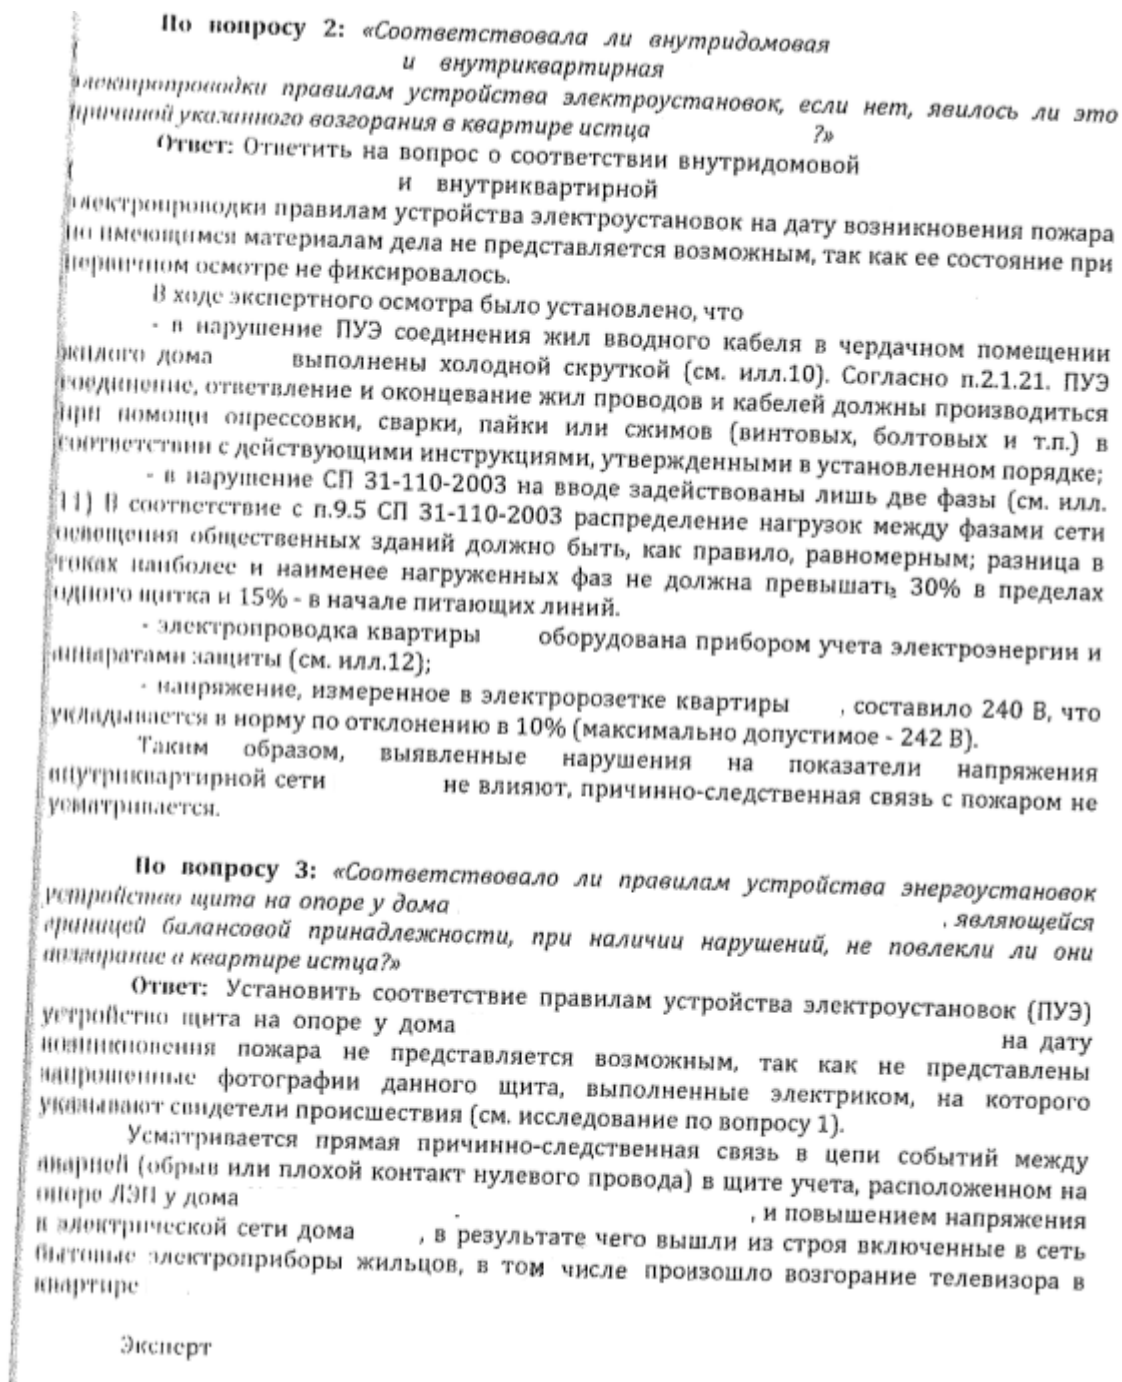 По вопросу 2: «Соответствовала ли внутридомовая
(
и внутриквартирная
электропроводки правилам устройства электроустановок, если нет, явилось ли это
причиной указанного возгорания в квартире истца ?»
Ответ: Ответить на вопрос о соответствии внутридомовой
(
и внутриквартирной
электропроводки правилам устройства электроустановок на дату возникновения пожара
по имеющимся материалам дела не представляется возможным, так как ее состояние при
первичном осмотре не фиксировалось.
В ходе экспертного осмотра было установлено, что
- в нарушение ПУЭ соединения жил вводного кабеля в чердачном помещении
жилого дома выполнены холодной скруткой (см. илл.10). Согласно п.2.1.21. ПУЭ
соединение, ответвление и оконцевание жил проводов и кабелей должны производиться
при помощи опрессовки, сварки, пайки или сжимов (винтовых, болтовых и т.п.) в
соответствии с действующими инструкциями, утвержденными в установленном порядке;
- в нарушение СП 31-110-2003 на вводе задействованы лишь две фазы (см. илл.
11) В соответствие с п.9.5 СП 31-110-2003 распределение нагрузок между фазами сети
освещения общественных зданий должно быть, как правило, равномерным; разница в
токах наиболее и наименее нагруженных фаз не должна превышать 30% в пределах
одного щитка и 15% - в начале питающих линий.
- электропроводка квартиры оборудована прибором учета электроэнергии и
аппаратами защиты (см. илл.12);
- напряжение, измеренное в электророзетке квартиры , составило 240 В, что
укладывается в норму по отклонению в 10% (максимально допустимое - 242 В).
Таким образом, выявленные нарушения на показатели напряжения
внутриквартирной сети не влияют, причинно-следственная связь с пожаром не
усматривается.
По вопросу 3: «Соответствовало ли правилам устройства энергоустановок
устройство щита на опоре у дома , являющейся
границей балансовой принадлежности, при наличии нарушений, не повлекли ли они
возгорание в квартире истца?»
Ответ: Установить соответствие правилам устройства электроустановок (ПУЭ)
устройство щита на опоре у дома на дату
возникновения пожара не представляется возможным, так как не представлены
запрошенные фотографии данного щита, выполненные электриком, на которого
указывают свидетели происшествия (см. исследование по вопросу 1).
Усматривается прямая причинно-следственная связь в цепи событий между
аварией (обрыв или плохой контакт нулевого провода) в щите учета, расположенном на
опоре ЛЭП у дома , и повышением напряжения
в электрической сети дома , в результате чего вышли из строя включенные в сеть
бытовые электроприборы жильцов, в том числе произошло возгорание телевизора в
квартире
Эксперт